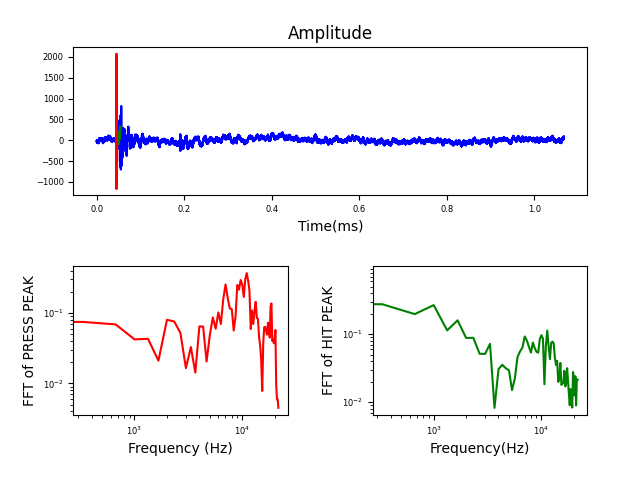 Amplitude
2000
1500
1000
500
0
−500
−1000
0.0 0.2 0.4 0.6 0.8 1.0
Time(ms)
FFT of PRESS PEAK
10⁻¹
10⁻²
10³ 10⁴
Frequency (Hz)
FFT of HIT PEAK
10⁻¹
10⁻²
10³ 10⁴
Frequency(Hz)